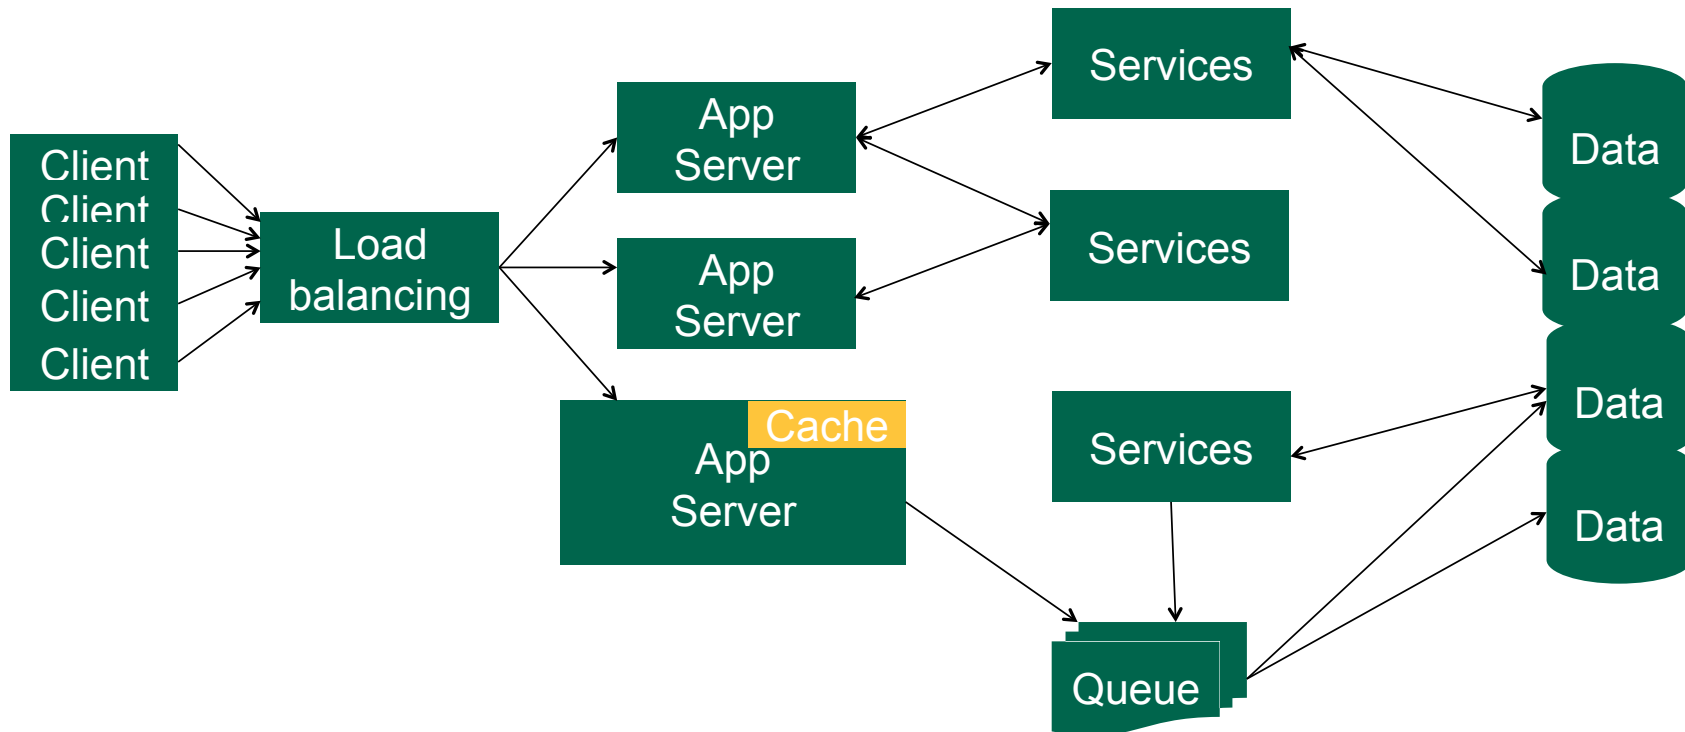 Client
Client
Client
Client
Client
Load
balancing
App
Server
App
Server
Cache
App
Server
Services
Services
Services
Queue
Data
Data
Data
Data